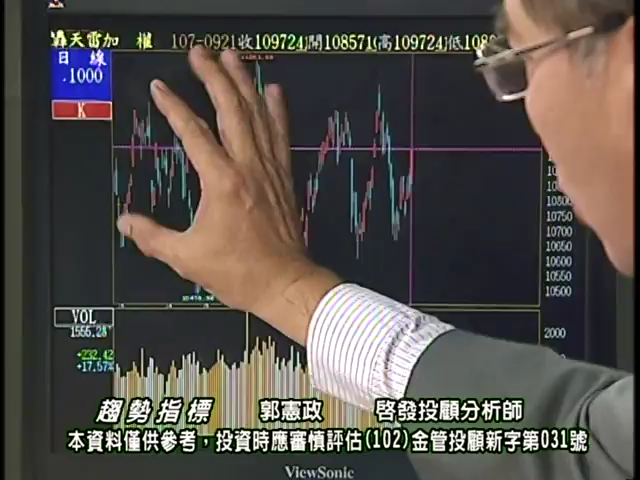 轟天雷加 權 107-0921收109724開108571高109724低108
日 線
.1000
K
10800
10750
10700
10650
10600
10550
10500
VOL
1555.28
+232.42
+17.57%
2000
趨勢指標 郭憲政 啓發投顧分析師
本資料僅供參考，投資時應審慎評估(102)金管投顧新字第031號
ViewSonic